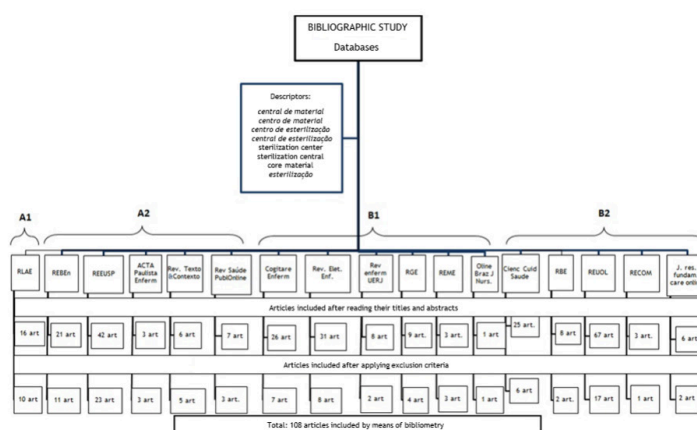 BIBLIOGRAPHIC STUDY
Databases
Descriptors:
central de material
centro de material
centro de esterilização
central de esterilização
sterilization center
sterilization central
core material
esterilização
A1 A2 B1 B2
RLAE REBEn REEUSP ACTA Paulista Enferm Rev. Texto &Contexto Rev Saúde PublOnline Cogitare Enferm Rev. Elet. Enf. Rev enferm UERJ RGE REME Oline Braz J Nurs. Cienc Cuid Saude RBE REUOL RECOM J. res. fundam. care online
Articles included after reading their titles and abstracts
16 art 21 art 42 art 3 art 6 art 7 art 26 art 31 art 8 art 9 art. 3 art. 1 art 25 art. 8 art 67 art 3 art. 6 art
Articles included after applying exclusion criteria
10 art 11 art 23 art 3 art 5 art 3 art. 7 art 8 art 2 art 4 art 3 art 1 art 6 art 2 art. 17 art 1 art 2 art
Total: 108 articles included by means of bibliometry